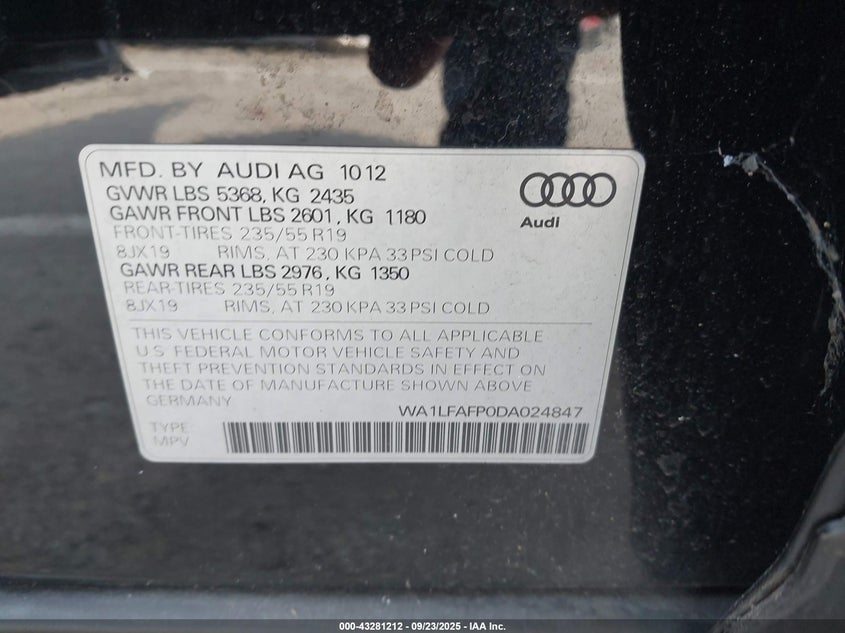 MFD. BY AUDI AG 1012
GVWR LBS 5368, KG 2435
GAWR FRONT LBS 2601, KG 1180
FRONT-TIRES 235/55 R19
8JX19 RIMS, AT 230 KPA 33 PSI COLD
GAWR REAR LBS 2976, KG 1350
REAR-TIRES 235/55 R19
8JX19 RIMS, AT 230 KPA 33 PSI COLD
Audi
THIS VEHICLE CONFORMS TO ALL APPLICABLE
U.S. FEDERAL MOTOR VEHICLE SAFETY AND
THEFT PREVENTION STANDARDS IN EFFECT ON
THE DATE OF MANUFACTURE SHOWN ABOVE
GERMANY
WA1LFAFP0DA024847
TYPE:
MPV
000-43281212 - 09/23/2025 - IAA Inc.